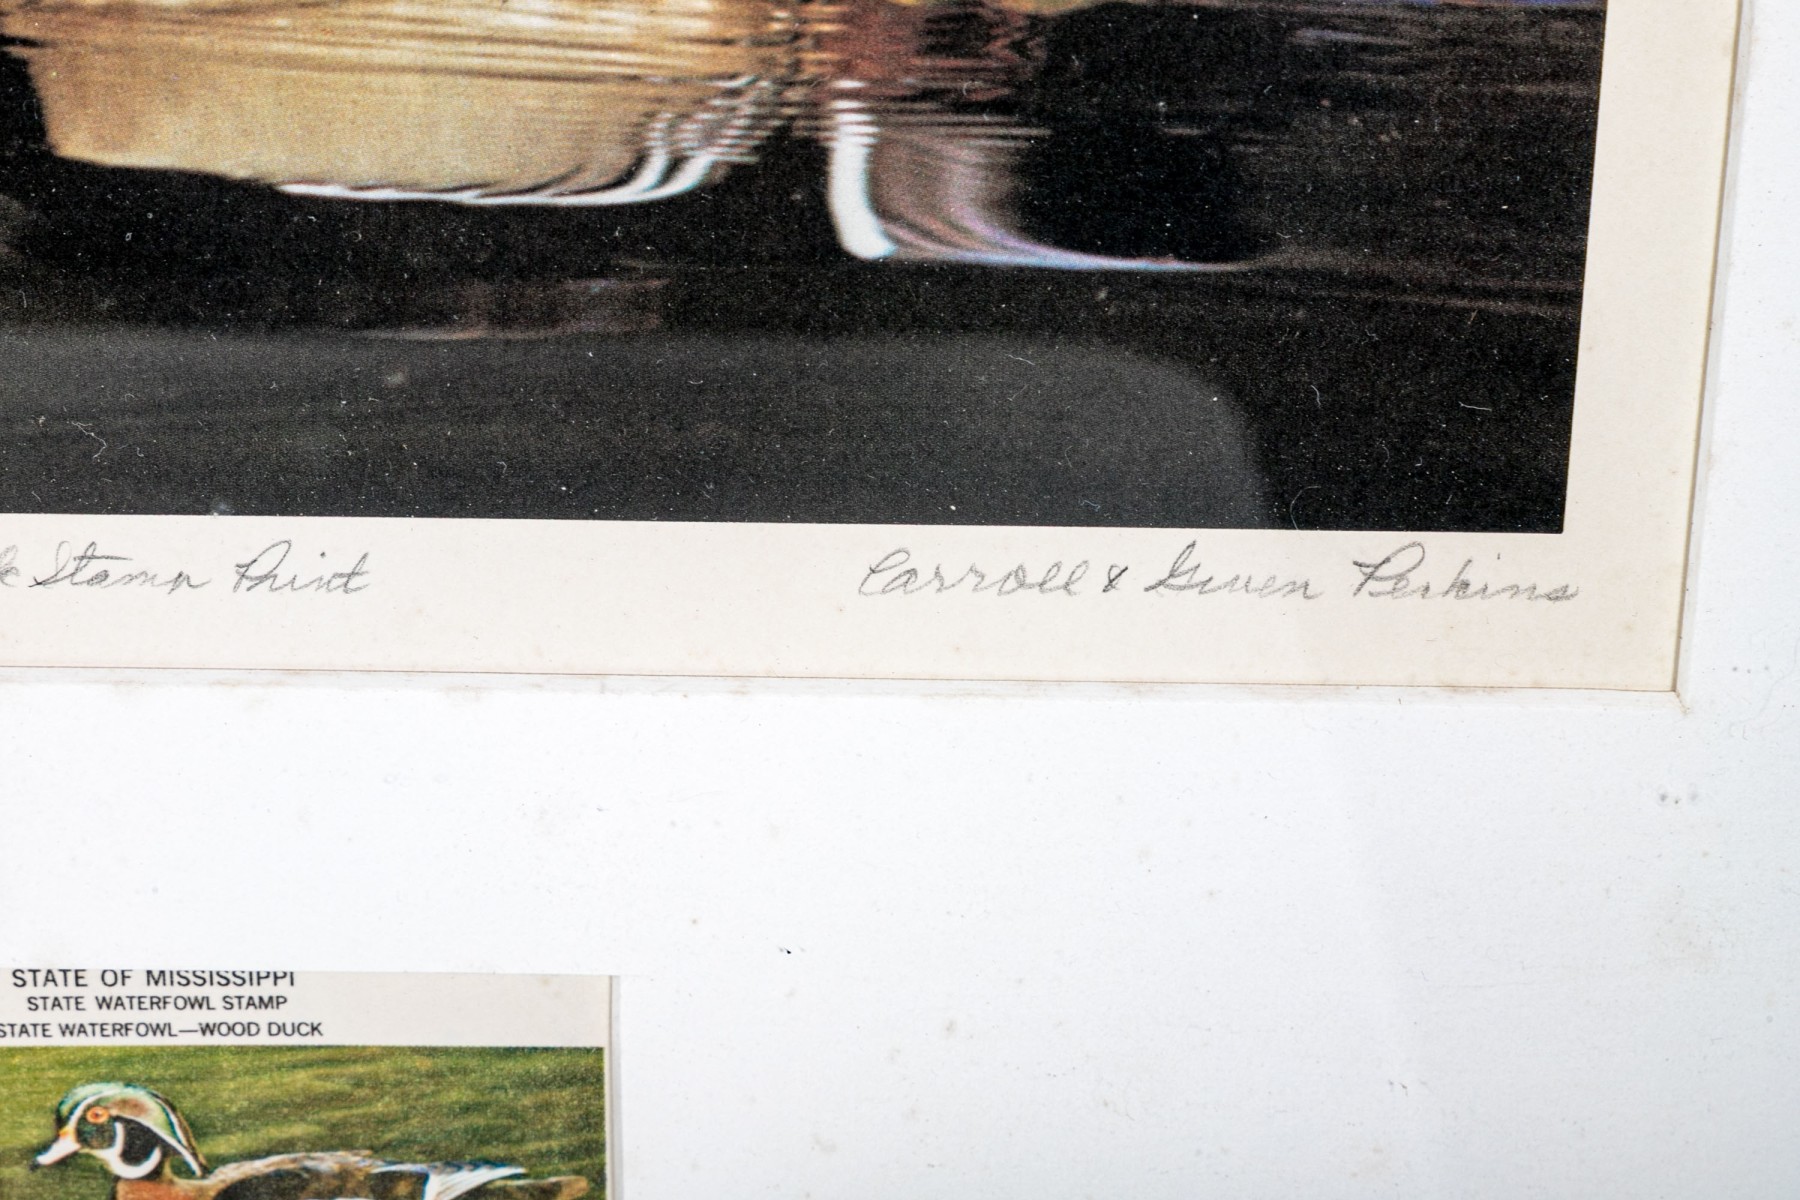 Stamp Print
Carroll & Gwen Perkins
STATE OF MISSISSIPPI
STATE WATERFOWL STAMP
STATE WATERFOWL—WOOD DUCK